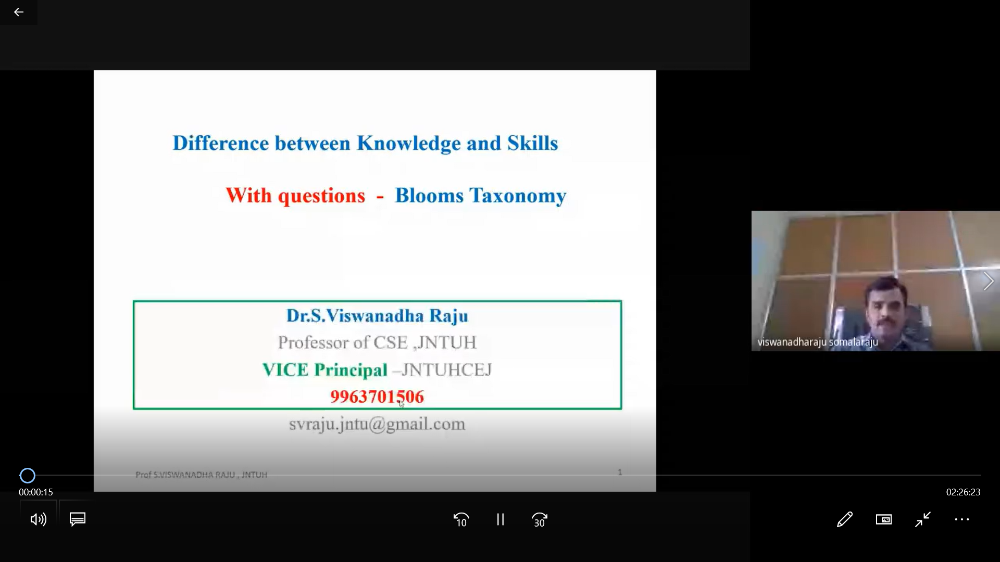 Difference between Knowledge and Skills
With questions - Blooms Taxonomy
Dr.S.Viswanadha Raju
Professor of CSE ,JNTUH
VICE Principal –JNTUHCEJ
9963701506
svraju.jntu@gmail.com
Prof S.VISWANADHA RAJU , JNTUH
1
viswanadharaju somalaraju
00:00:15
02:26:23
10
30